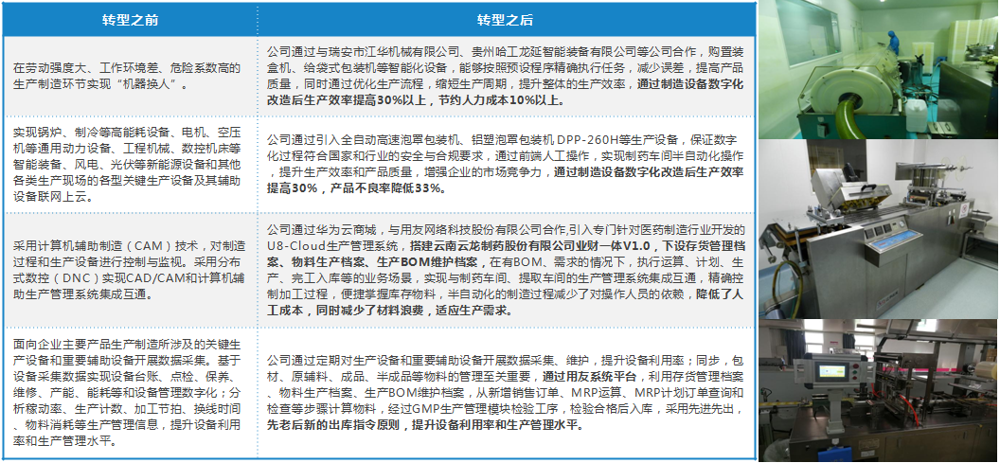 转型之前
转型之后
在劳动强度大、工作环境差、危险系数高的
生产制造环节实现“机器换人”。
公司通过与瑞安市江华机械有限公司、贵州哈工龙延智能装备有限公司等公司合作，购置装
盒机、给袋式包装机等智能化设备，能够按照预设程序精确执行任务，减少误差，提高产品质
量，同时通过优化生产流程，缩短生产周期，提升整体的生产效率，通过制造设备数字化
改造后生产效率提高30%以上，节约人力成本10%以上。
实现锅炉、制冷等高能耗设备、电机、空压
机等通用动力设备、工程机械、数控机床等
智能装备、风电、光伏等新能源设备和其他
各类生产现场的各型关键生产设备及其辅助
设备联网上云。
公司通过引入全自动高速泡罩包装机、铝塑泡罩包装机 DPP-260H等生产设备，保证数字
化过程符合国家和行业的安全与合规要求，通过前端人工操作，实现制药车间半自动化操作
，提升生产效率和产品质量，增强企业的市场竞争力，通过制造设备数字化改造后生产效率
提高30%，产品不良率降低33%。
采用计算机辅助制造（CAM）技术，对制造
过程和生产设备进行控制与监视。采用分布
式数控（DNC）实现CAD/CAM和计算机辅
助生产管理系统集成互通。
公司通过华为云商城，与用友网络科技股份有限公司合作,引入专门针对医药制造行业开发的
U8-Cloud生产管理系统，搭建云南云龙制药股份有限公司业财一体V1.0，下设存货管理档
案、物料生产档案、生产BOM维护档案，在有BOM、需求的情况下，执行运算、计划、生
产、完工入库等的业务场景，实现与制药车间、提取车间的生产管理系统集成互通，精确控
制加工过程，便捷掌握库存物料，半自动化的制造过程减少了对操作人员的依赖，降低了人
工成本，同时减少了材料浪费，适应生产需求。
面向企业主要产品生产制造所涉及的关键生
产设备和重要辅助设备开展数据采集。基于
设备采集数据实现设备台账、点检、保养、
维修、产能、能耗等和设备管理数字化；分
析稼动率、生产计数、加工节拍、换线时间
、物料消耗等生产管理信息，提升设备利用
率和生产管理水平。
公司通过定期对生产设备和重要辅助设备开展数据采集、维护，提升设备利用率；同步，包
材、原辅料、成品、半成品等物料的管理至关重要，通过用友系统平台，利用存货管理档案
、物料生产档案、生产BOM维护档案，从新增销售订单、MRP运算、MRP计划订单查询和
检查等步骤计算物料，经过GMP生产管理模块检验工序，检验合格后入库，采用先进先出，
先老后新的出库指令原则，提升设备利用率和生产管理水平。